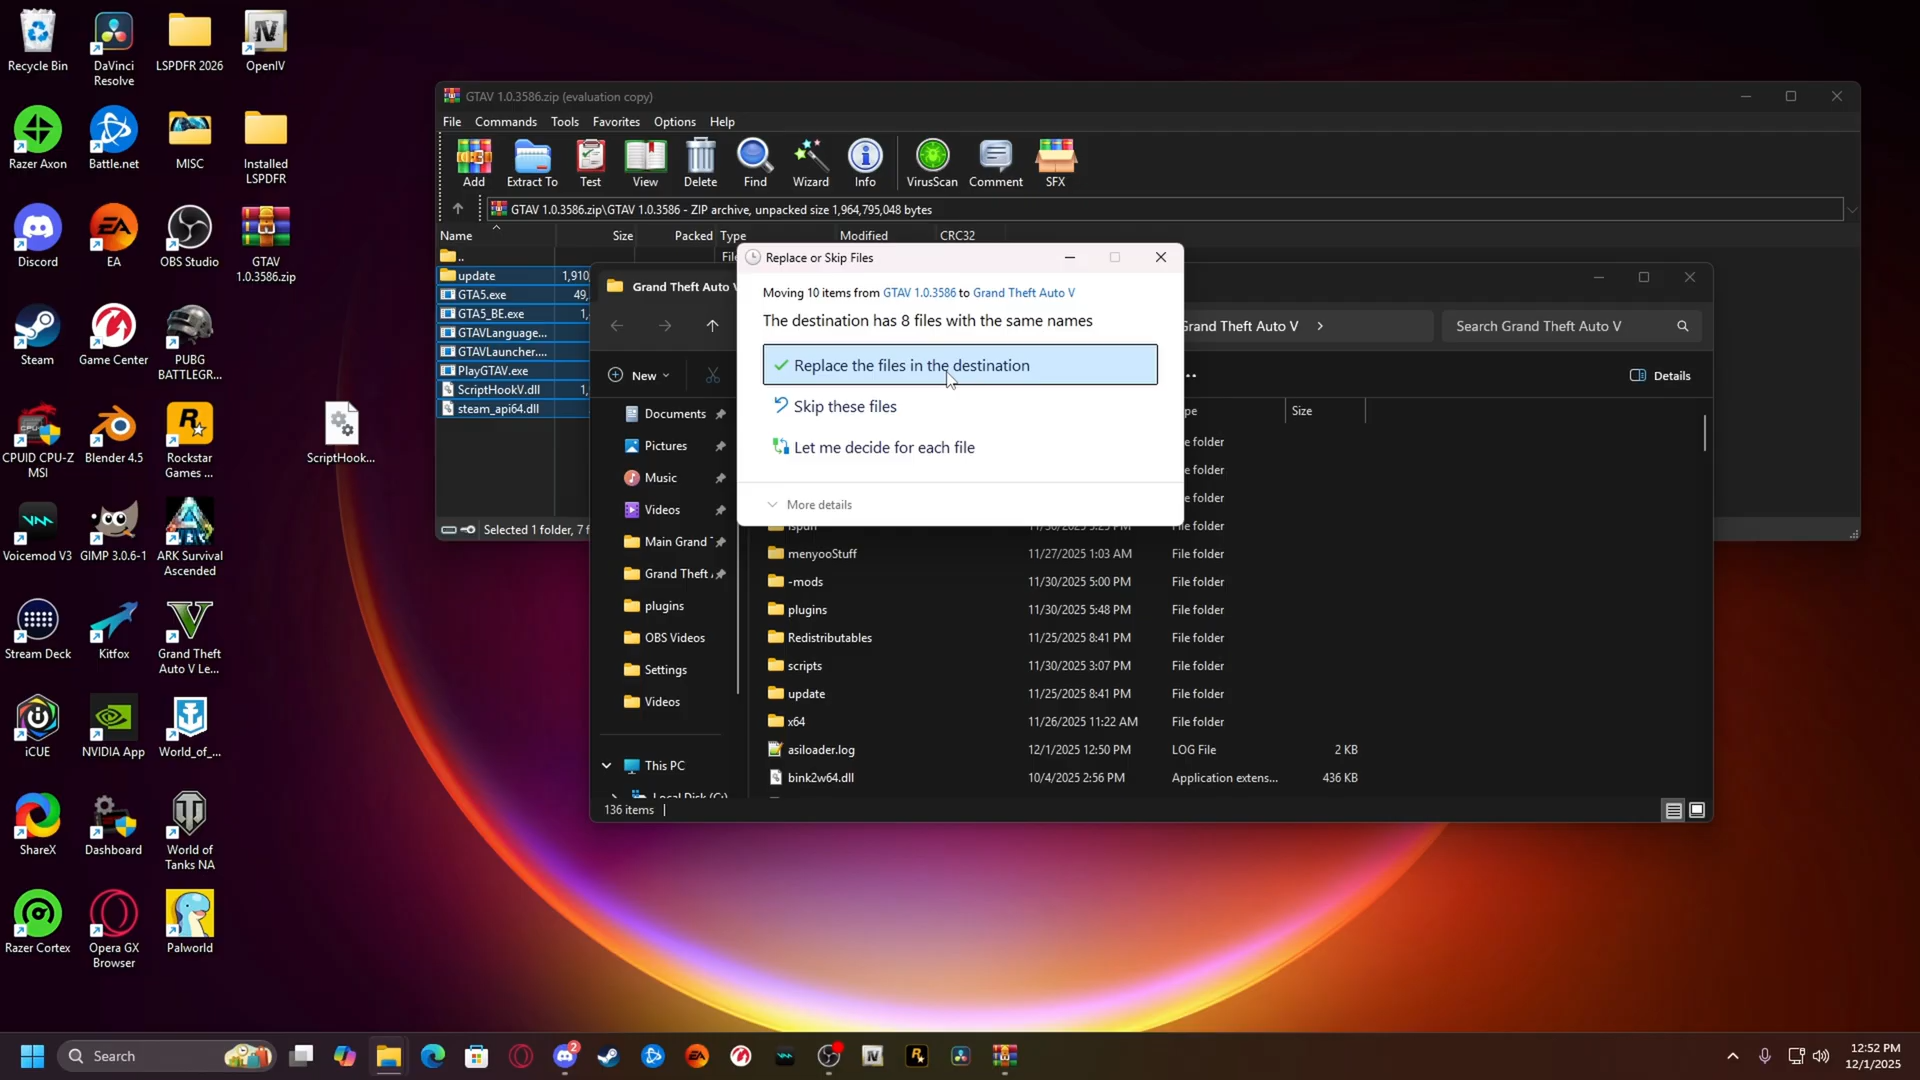 Recycle Bin
DaVinci
Resolve
LSPDFR 2026
OpenIV
Razer Axon
Battle.net
MISC
Installed
LSPDFR
Discord
EA
OBS Studio
GTAV
1.0.3586.zip
Steam
Game Center
PUBG
BATTLEGR...
CPUID CPU-Z
MSI
Blender 4.5
Rockstar
Games ...
ScriptHook...
Voicemod V3
GIMP 3.0.6-1
ARK Survival
Ascended
Stream Deck
Kitfox
Grand Theft
Auto V Le...
iCUE
NVIDIA App
World_of_...
ShareX
Dashboard
World of
Tanks NA
Razer Cortex
Opera GX
Browser
Palworld
GTAV 1.0.3586.zip (evaluation copy)
File Commands Tools Favorites Options Help
Add Extract To Test View Delete Find Wizard Info VirusScan Comment SFX
GTAV 1.0.3586.zip\GTAV 1.0.3586 - ZIP archive, unpacked size 1,964,795,048 bytes
Name Size Packed Type Modified CRC32
..
update 1,910,
GTA5.exe 49,
GTA5_BE.exe 1,
GTAVLanguage...
GTAVLauncher....
PlayGTAV.exe
ScriptHookV.dll 1,
steam_api64.dll
Selected 1 folder, 7 f
Grand Theft Auto V
Grand Theft Auto V
Search Grand Theft Auto V
New
Details
Size
Documents
Pictures
Music
Videos
Main Grand
Grand Theft
plugins
OBS Videos
Settings
Videos
This PC
Replace or Skip Files
Moving 10 items from GTAV 1.0.3586 to Grand Theft Auto V
The destination has 8 files with the same names
Replace the files in the destination
Skip these files
Let me decide for each file
More details
e folder
e folder
e folder
e folder
menyooStuff 11/27/2025 1:03 AM File folder
-mods 11/30/2025 5:00 PM File folder
plugins 11/30/2025 5:48 PM File folder
Redistributables 11/25/2025 8:41 PM File folder
scripts 11/30/2025 3:07 PM File folder
update 11/25/2025 8:41 PM File folder
x64 11/26/2025 11:22 AM File folder
asiloader.log 12/1/2025 12:50 PM LOG File 2 KB
bink2w64.dll 10/4/2025 2:56 PM Application extens... 436 KB
136 items
Search
2
12:52 PM
12/1/2025